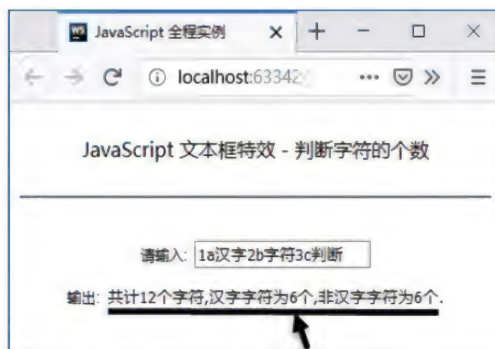 JavaScript 全程实例
localhost:63342
JavaScript 文本框特效 - 判断字符的个数
请输入: 1a汉字2b字符3c判断
输出: 共计12个字符,汉字字符为6个,非汉字字符为6个.